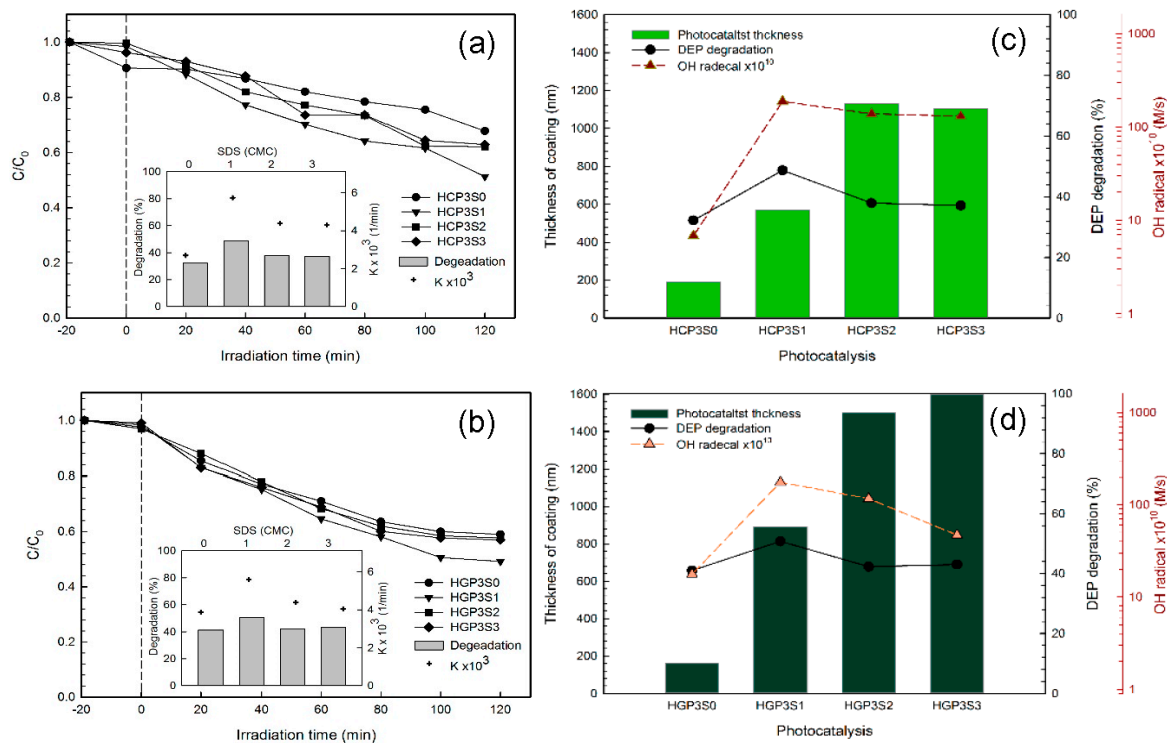 (a)
C/C0
1.0
0.8
0.6
0.4
0.2
0.0
-20
0
20
40
60
80
100
120
Irradiation time (min)
SDS (CMC)
0
1
2
3
Degradation (%)
100
80
60
40
20
0
K x 10^3 (1/min)
6
4
2
0
HCP3S0
HCP3S1
HCP3S2
HCP3S3
Degeadation
K x10^3
(c)
Thickness of coating (nm)
1600
1400
1200
1000
800
600
400
200
0
Photocataltst thckness
DEP degradation
OH radecal x10^10
HCP3S0
HCP3S1
HCP3S2
HCP3S3
Photocatalysis
DEP degradation (%)
100
80
60
40
20
0
OH radical x10^-0 (M/s)
1000
100
10
1
(b)
C/C0
1.0
0.8
0.6
0.4
0.2
0.0
-20
0
20
40
60
80
100
120
Irradiation time (min)
SDS (CMC)
0
1
2
3
Degradation (%)
100
80
60
40
20
0
K x 10^3 (1/min)
6
4
2
0
HGP3S0
HGP3S1
HGP3S2
HGP3S3
Degeadation
K x10^3
(d)
Thickness of coating (nm)
1600
1400
1200
1000
800
600
400
200
0
Photocataltst thckness
DEP degradation
OH radecal x10^13
HGP3S0
HGP3S1
HGP3S2
HGP3S3
Photocatalysis
DEP degradation (%)
100
80
60
40
20
0
OH radical x10^10 (M/s)
1000
100
10
1